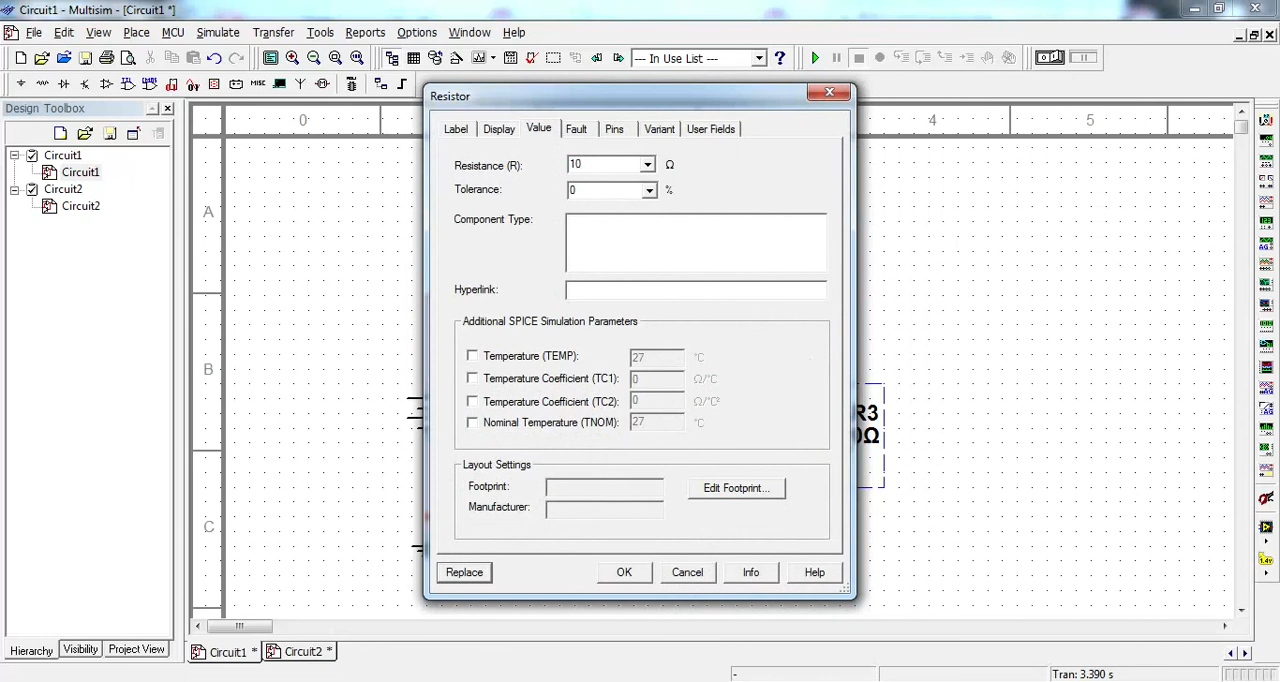 Circuit1 - Multisim - [Circuit1 *]
File Edit View Place MCU Simulate Transfer Tools Reports Options Window Help
--- In Use List ---
MISC
Design Toolbox
Circuit1
Circuit1
Circuit2
Circuit2
Hierarchy Visibility Project View
0 4 5
A
B
C
R3
0Ω
Resistor
Label Display Value Fault Pins Variant User Fields
Resistance (R): 10 Ω
Tolerance: 0 %
Component Type:
Hyperlink:
Additional SPICE Simulation Parameters
Temperature (TEMP): 27 °C
Temperature Coefficient (TC1): 0 Ω/°C
Temperature Coefficient (TC2): 0 Ω/°C²
Nominal Temperature (TNOM): 27 °C
Layout Settings
Footprint: Edit Footprint...
Manufacturer:
Replace OK Cancel Info Help
Circuit1 * Circuit2 *
- Tran: 3.390 s